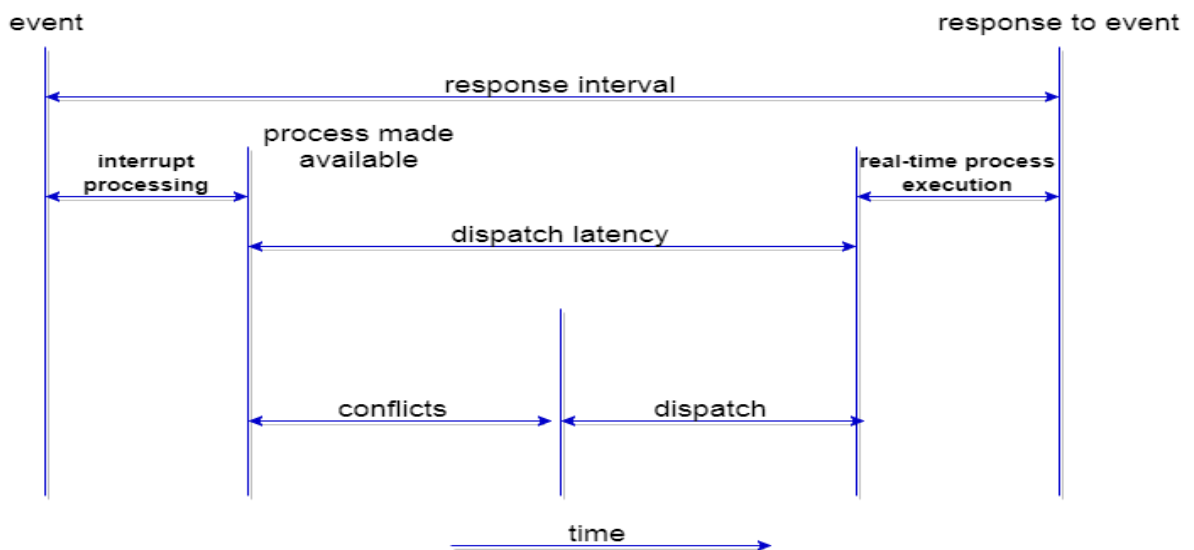 event
response to event
response interval
process made
available
interrupt
processing
real-time process
execution
dispatch latency
conflicts
dispatch
time